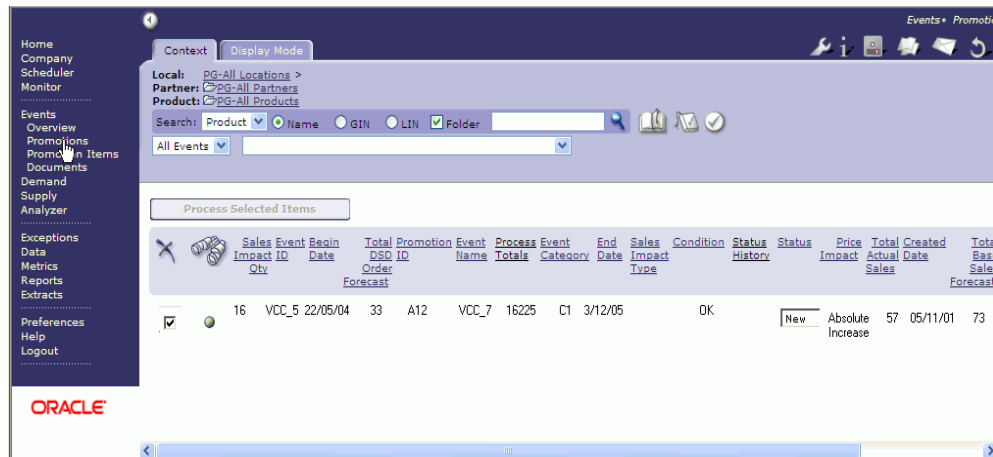 Events• Promoti
Home
Company
Scheduler
Monitor
Events
Overview
Promotions
Promotion Items
Documents
Demand
Supply
Analyzer
Exceptions
Data
Metrics
Reports
Extracts
Preferences
Help
Logout
ORACLE
Context Display Mode
Local: PG-All Locations >
Partner: PG-All Partners
Product: PG-All Products
Search: Product Name GIN LIN Folder
All Events
Process Selected Items
Sales Event Begin Total Promotion Event Process Event End Sales Condition Status Status Price Total Created Tota
Impact ID Date DSD ID Name Totals Category Date Impact History Impact Actual Date Bas
Qty Order Type Sales Sale
Forecast Forecast
16 VCC_5 22/05/04 33 A12 VCC_7 16225 C1 3/12/05 OK New Absolute 57 05/11/01 73
Increase